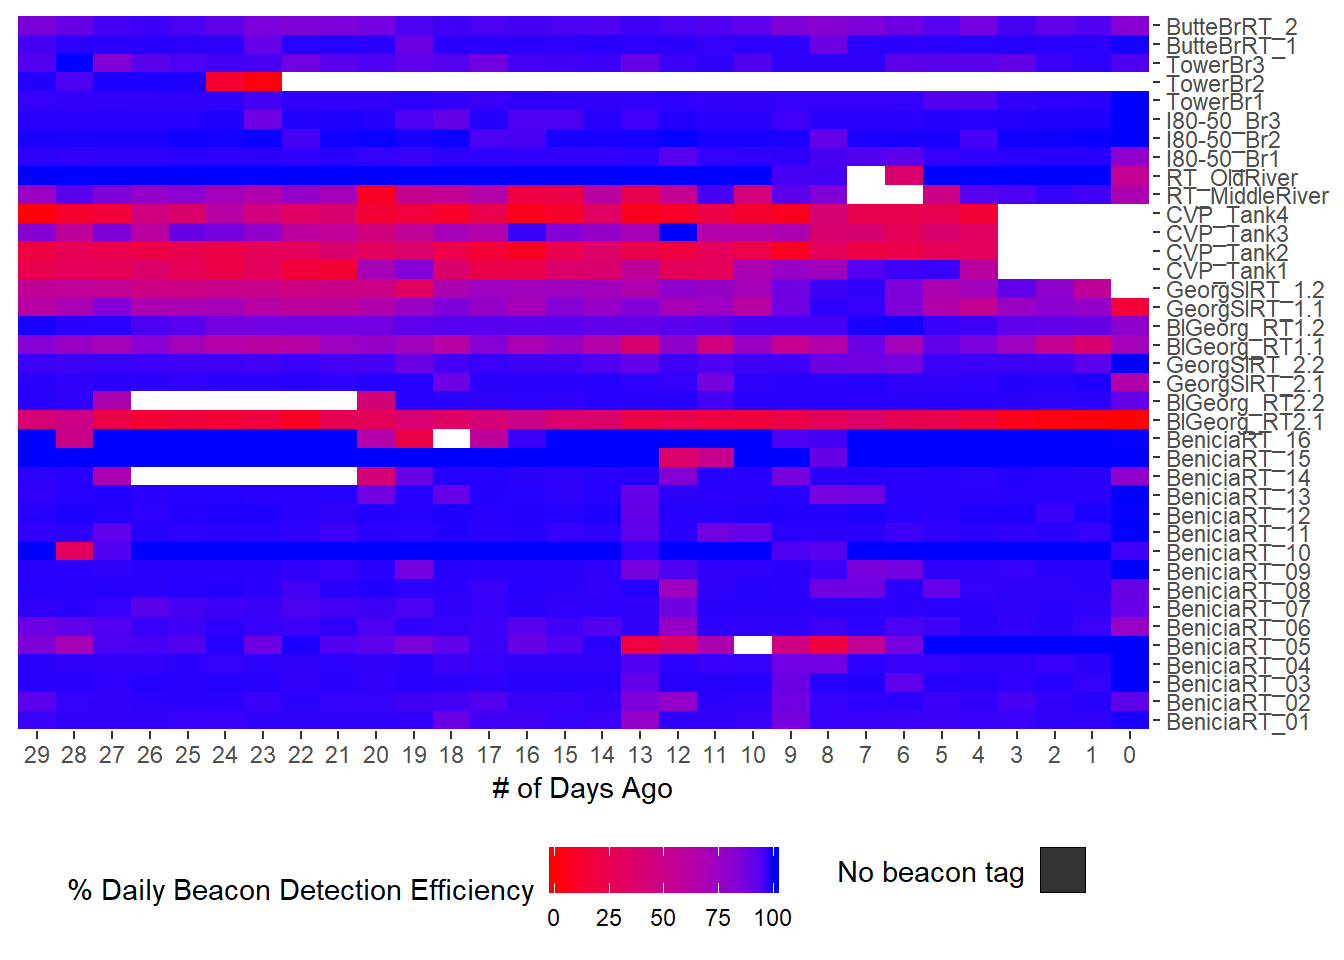 ButteBrRT_2
ButteBrRT_1
TowerBr3
TowerBr2
TowerBr1
I80-50_Br3
I80-50_Br2
I80-50_Br1
RT_OldRiver
RT_MiddleRiver
CVP_Tank4
CVP_Tank3
CVP_Tank2
CVP_Tank1
GeorgSlRT_1.2
GeorgSlRT_1.1
BlGeorg_RT1.2
BlGeorg_RT1.1
GeorgSlRT_2.2
GeorgSlRT_2.1
BlGeorg_RT2.2
BlGeorg_RT2.1
BeniciaRT_16
BeniciaRT_15
BeniciaRT_14
BeniciaRT_13
BeniciaRT_12
BeniciaRT_11
BeniciaRT_10
BeniciaRT_09
BeniciaRT_08
BeniciaRT_07
BeniciaRT_06
BeniciaRT_05
BeniciaRT_04
BeniciaRT_03
BeniciaRT_02
BeniciaRT_01
29 28 27 26 25 24 23 22 21 20 19 18 17 16 15 14 13 12 11 10 9 8 7 6 5 4 3 2 1 0
# of Days Ago
% Daily Beacon Detection Efficiency
0 25 50 75 100
No beacon tag